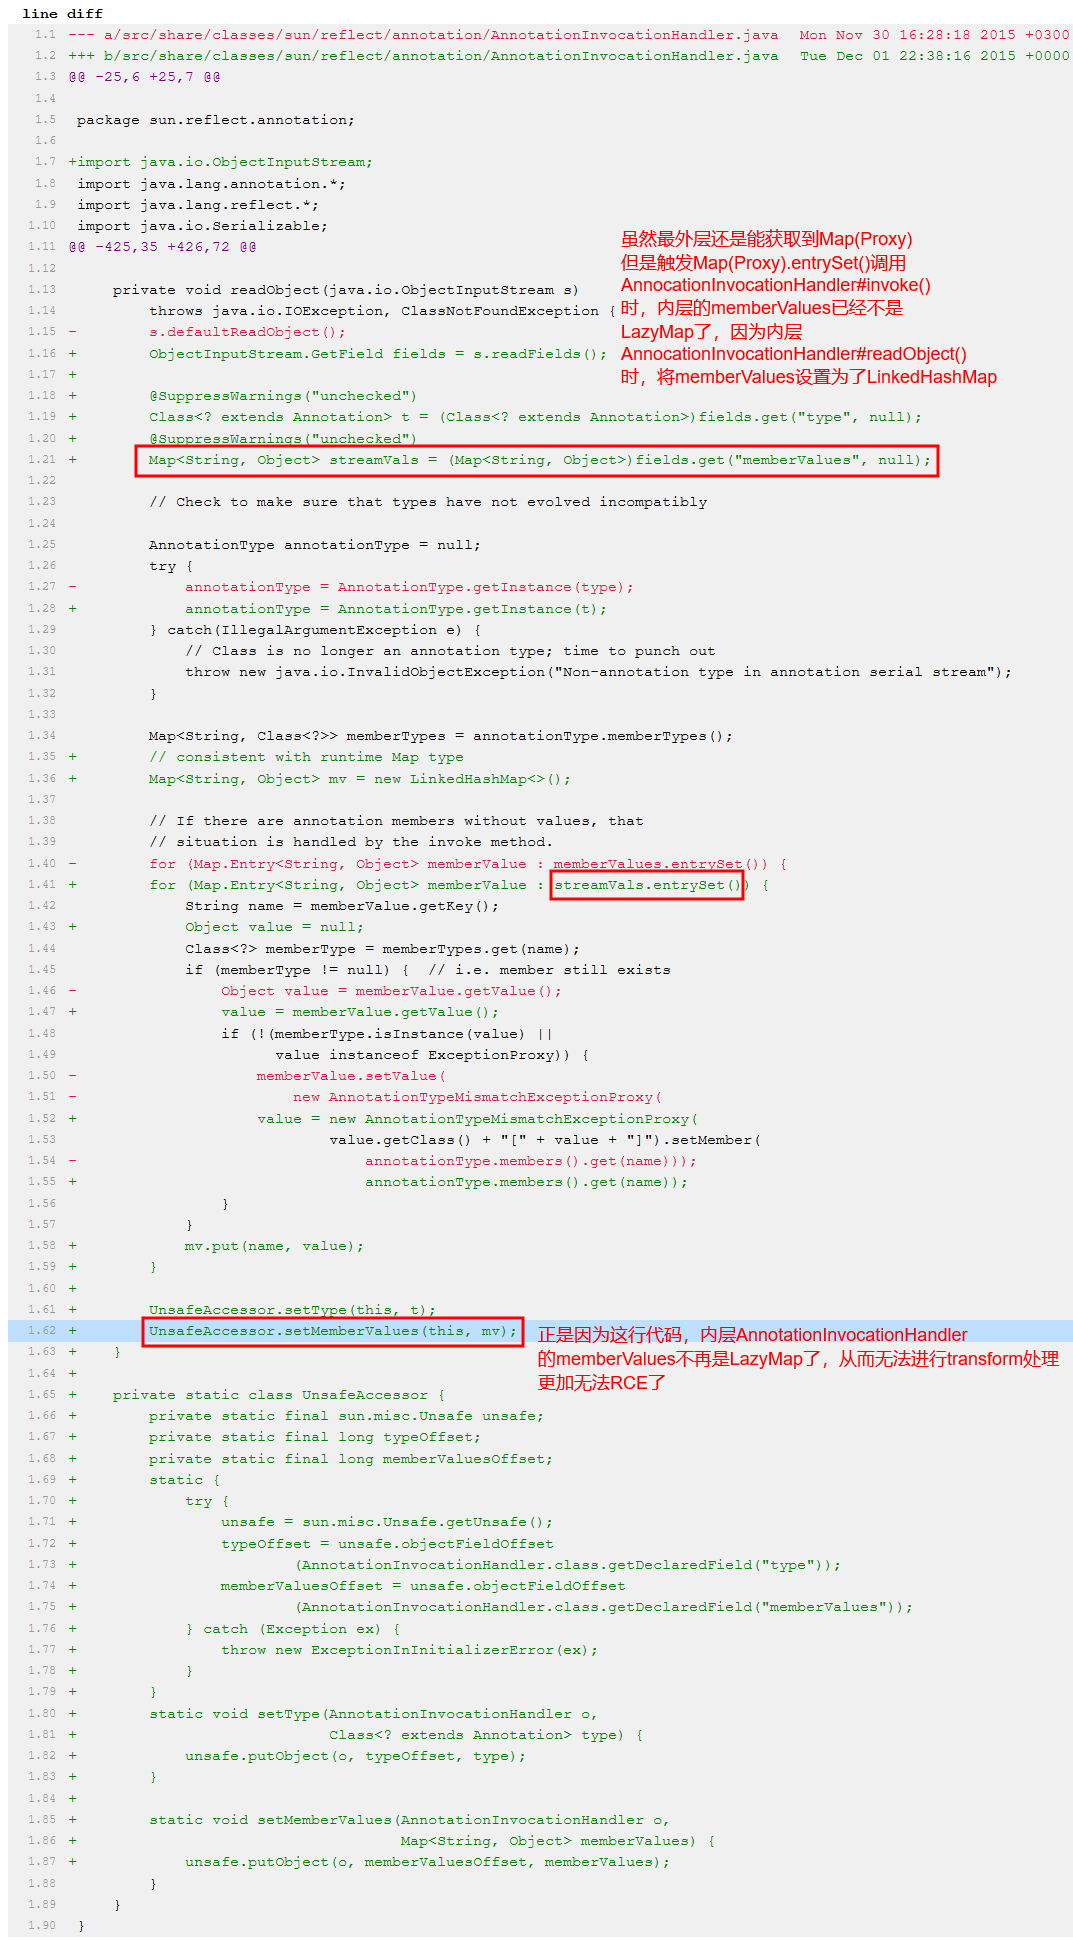 line diff
1.1 --- a/src/share/classes/sun/reflect/annotation/AnnotationInvocationHandler.java Mon Nov 30 16:28:18 2015 +0300
1.2 +++ b/src/share/classes/sun/reflect/annotation/AnnotationInvocationHandler.java Tue Dec 01 22:38:16 2015 +0000
1.3 @@ -25,6 +25,7 @@
1.4
1.5 package sun.reflect.annotation;
1.6
1.7 +import java.io.ObjectInputStream;
1.8 import java.lang.annotation.*;
1.9 import java.lang.reflect.*;
1.10 import java.io.Serializable;
1.11 @@ -425,35 +426,72 @@
1.12
1.13 private void readObject(java.io.ObjectInputStream s)
1.14 throws java.io.IOException, ClassNotFoundException {
1.15 - s.defaultReadObject();
1.16 + ObjectInputStream.GetField fields = s.readFields();
1.17 +
虽然最外层还是能获取到Map(Proxy)
但是触发Map(Proxy).entrySet()调用
AnnocationInvocationHandler#invoke()
时，内层的memberValues已经不是
LazyMap了，因为内层
AnnocationInvocationHandler#readObject()
时，将memberValues设置为了LinkedHashMap
1.18 + @SuppressWarnings("unchecked")
1.19 + Class<? extends Annotation> t = (Class<? extends Annotation>)fields.get("type", null);
1.20 + @SuppressWarnings("unchecked")
1.21 + Map<String, Object> streamVals = (Map<String, Object>)fields.get("memberValues", null);
1.22
1.23 // Check to make sure that types have not evolved incompatibly
1.24
1.25 AnnotationType annotationType = null;
1.26 try {
1.27 - annotationType = AnnotationType.getInstance(type);
1.28 + annotationType = AnnotationType.getInstance(t);
1.29 } catch(IllegalArgumentException e) {
1.30 // Class is no longer an annotation type; time to punch out
1.31 throw new java.io.InvalidObjectException("Non-annotation type in annotation serial stream");
1.32 }
1.33
1.34 Map<String, Class<?>> memberTypes = annotationType.memberTypes();
1.35 + // consistent with runtime Map type
1.36 + Map<String, Object> mv = new LinkedHashMap<>();
1.37
1.38 // If there are annotation members without values, that
1.39 // situation is handled by the invoke method.
1.40 - for (Map.Entry<String, Object> memberValue : memberValues.entrySet()) {
1.41 + for (Map.Entry<String, Object> memberValue : streamVals.entrySet()) {
1.42 String name = memberValue.getKey();
1.43 + Object value = null;
1.44 Class<?> memberType = memberTypes.get(name);
1.45 if (memberType != null) { // i.e. member still exists
1.46 - Object value = memberValue.getValue();
1.47 + value = memberValue.getValue();
1.48 if (!(memberType.isInstance(value) ||
1.49 value instanceof ExceptionProxy)) {
1.50 - memberValue.setValue(
1.51 - new AnnotationTypeMismatchExceptionProxy(
1.52 + value = new AnnotationTypeMismatchExceptionProxy(
1.53 value.getClass() + "[" + value + "]").setMember(
1.54 - annotationType.members().get(name)));
1.55 + annotationType.members().get(name));
1.56 }
1.57 }
1.58 + mv.put(name, value);
1.59 + }
1.60 +
1.61 + UnsafeAccessor.setType(this, t);
1.62 + UnsafeAccessor.setMemberValues(this, mv);
1.63 + }
1.64 +
正是因为这行代码，内层AnnotationInvocationHandler
的memberValues不再是LazyMap了，从而无法进行transform处理
更加无法RCE了
1.65 + private static class UnsafeAccessor {
1.66 + private static final sun.misc.Unsafe unsafe;
1.67 + private static final long typeOffset;
1.68 + private static final long memberValuesOffset;
1.69 + static {
1.70 + try {
1.71 + unsafe = sun.misc.Unsafe.getUnsafe();
1.72 + typeOffset = unsafe.objectFieldOffset
1.73 + (AnnotationInvocationHandler.class.getDeclaredField("type"));
1.74 + memberValuesOffset = unsafe.objectFieldOffset
1.75 + (AnnotationInvocationHandler.class.getDeclaredField("memberValues"));
1.76 + } catch (Exception ex) {
1.77 + throw new ExceptionInInitializerError(ex);
1.78 + }
1.79 + }
1.80 + static void setType(AnnotationInvocationHandler o,
1.81 + Class<? extends Annotation> type) {
1.82 + unsafe.putObject(o, typeOffset, type);
1.83 + }
1.84 +
1.85 + static void setMemberValues(AnnotationInvocationHandler o,
1.86 + Map<String, Object> memberValues) {
1.87 + unsafe.putObject(o, memberValuesOffset, memberValues);
1.88 }
1.89 }
1.90 }